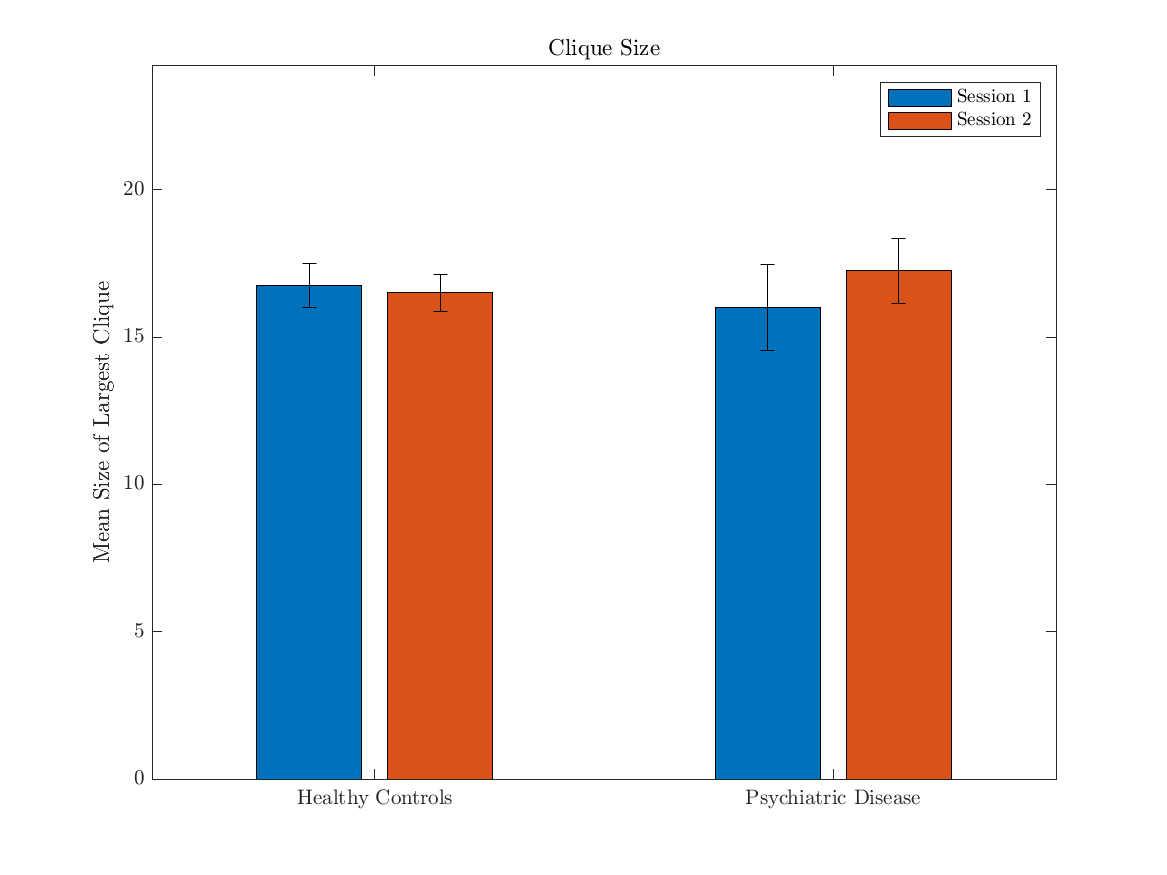 Clique Size
Session 1
Session 2
20
15
10
5
0
Mean Size of Largest Clique
Healthy Controls
Psychiatric Disease